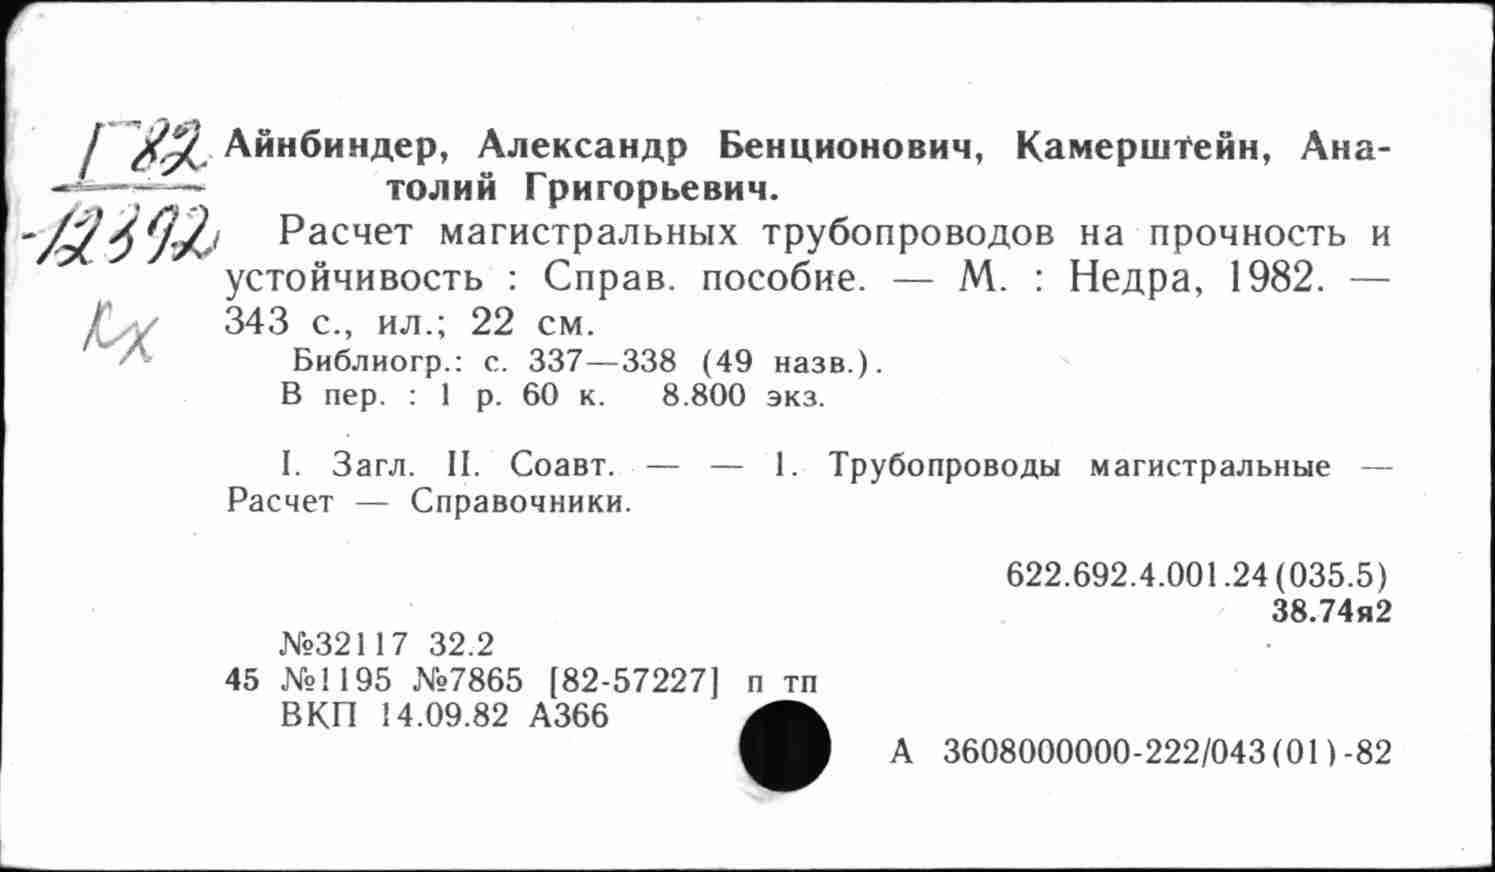 Г82
-12392
Кх
Айнбиндер, Александр Бенционович, Камерштейн, Ана-
толий Григорьевич.
Расчет магистральных трубопроводов на прочность и
устойчивость : Справ. пособие. — М. : Недра, 1982. —
343 с., ил.; 22 см.
Библиогр.: с. 337—338 (49 назв.).
В пер. : 1 р. 60 к. 8.800 экз.
I. Загл. II. Соавт. — — 1. Трубопроводы магистральные —
Расчет — Справочники.
622.692.4.001.24(035.5)
38.74я2
№32117 32.2
45 №1195 №7865 [82-57227] п тп
ВКП 14.09.82 А366
А 3608000000-222/043(01)-82